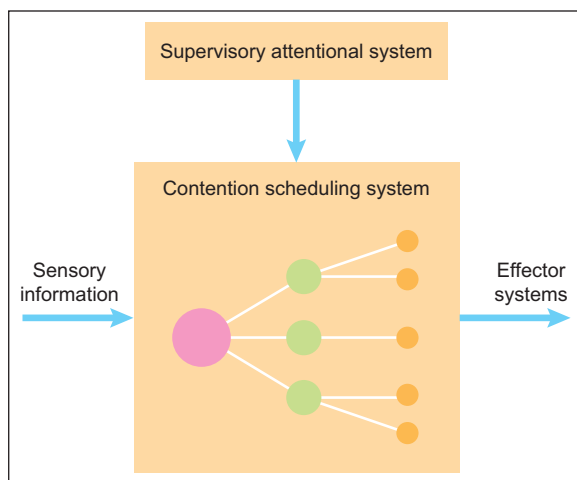 Supervisory attentional system
Contention scheduling system
Sensory
information
Effector
systems